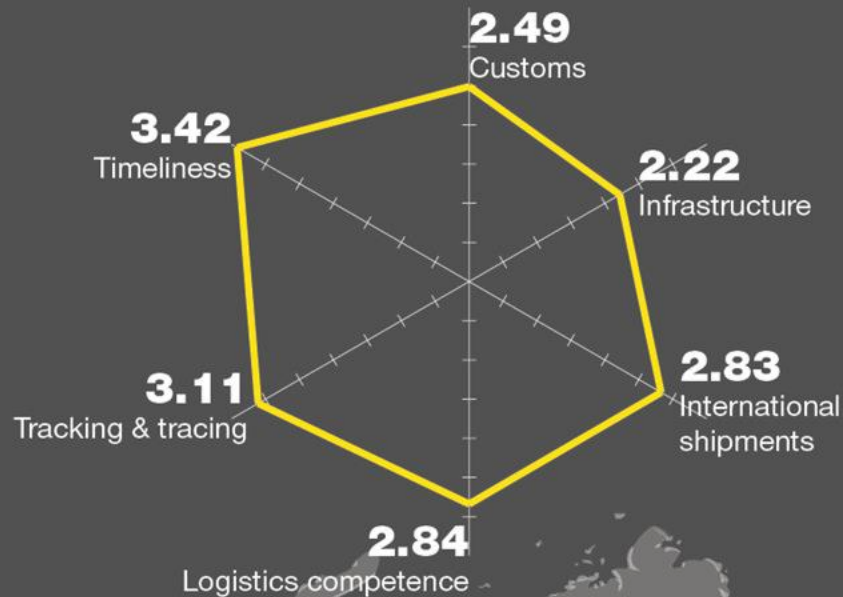 2.49
Customs
3.42
Timeliness
2.22
Infrastructure
2.83
International
shipments
3.11
Tracking & tracing
2.84
Logistics competence